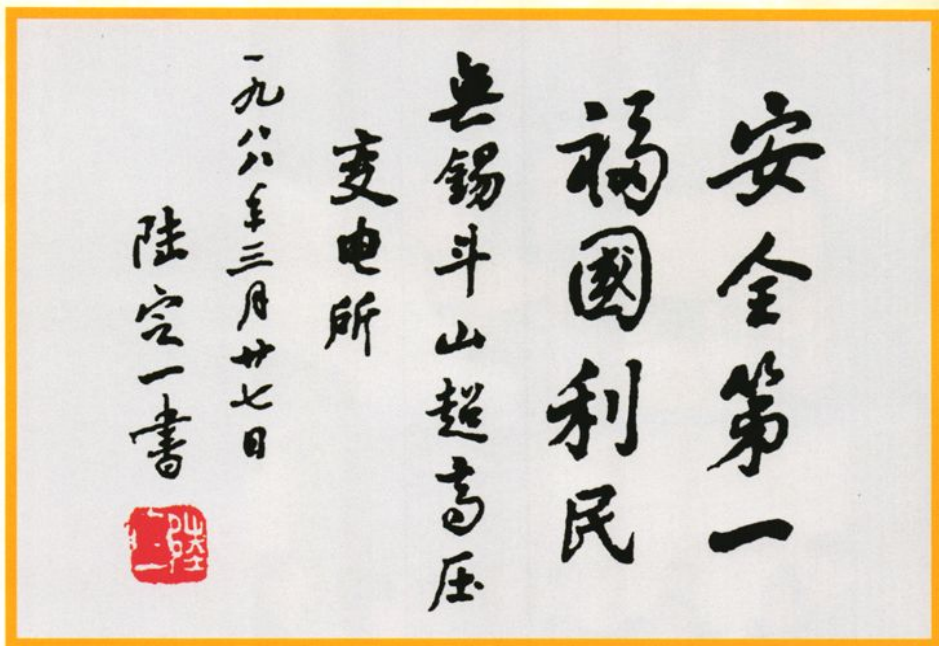 安全第一
福國利民
無錫斗山超高压
变电所
一九八八年三月廿七日
陆定一書